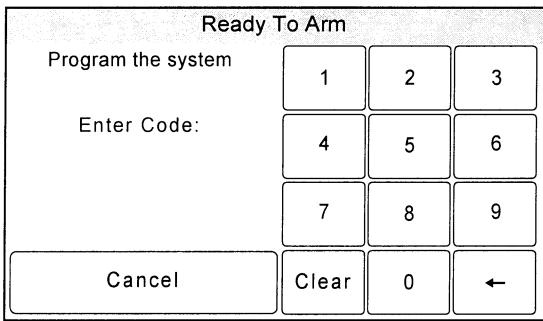 Ready To Arm
Program the system
Enter Code:
1 2 3
4 5 6
7 8 9
Cancel Clear 0 ←